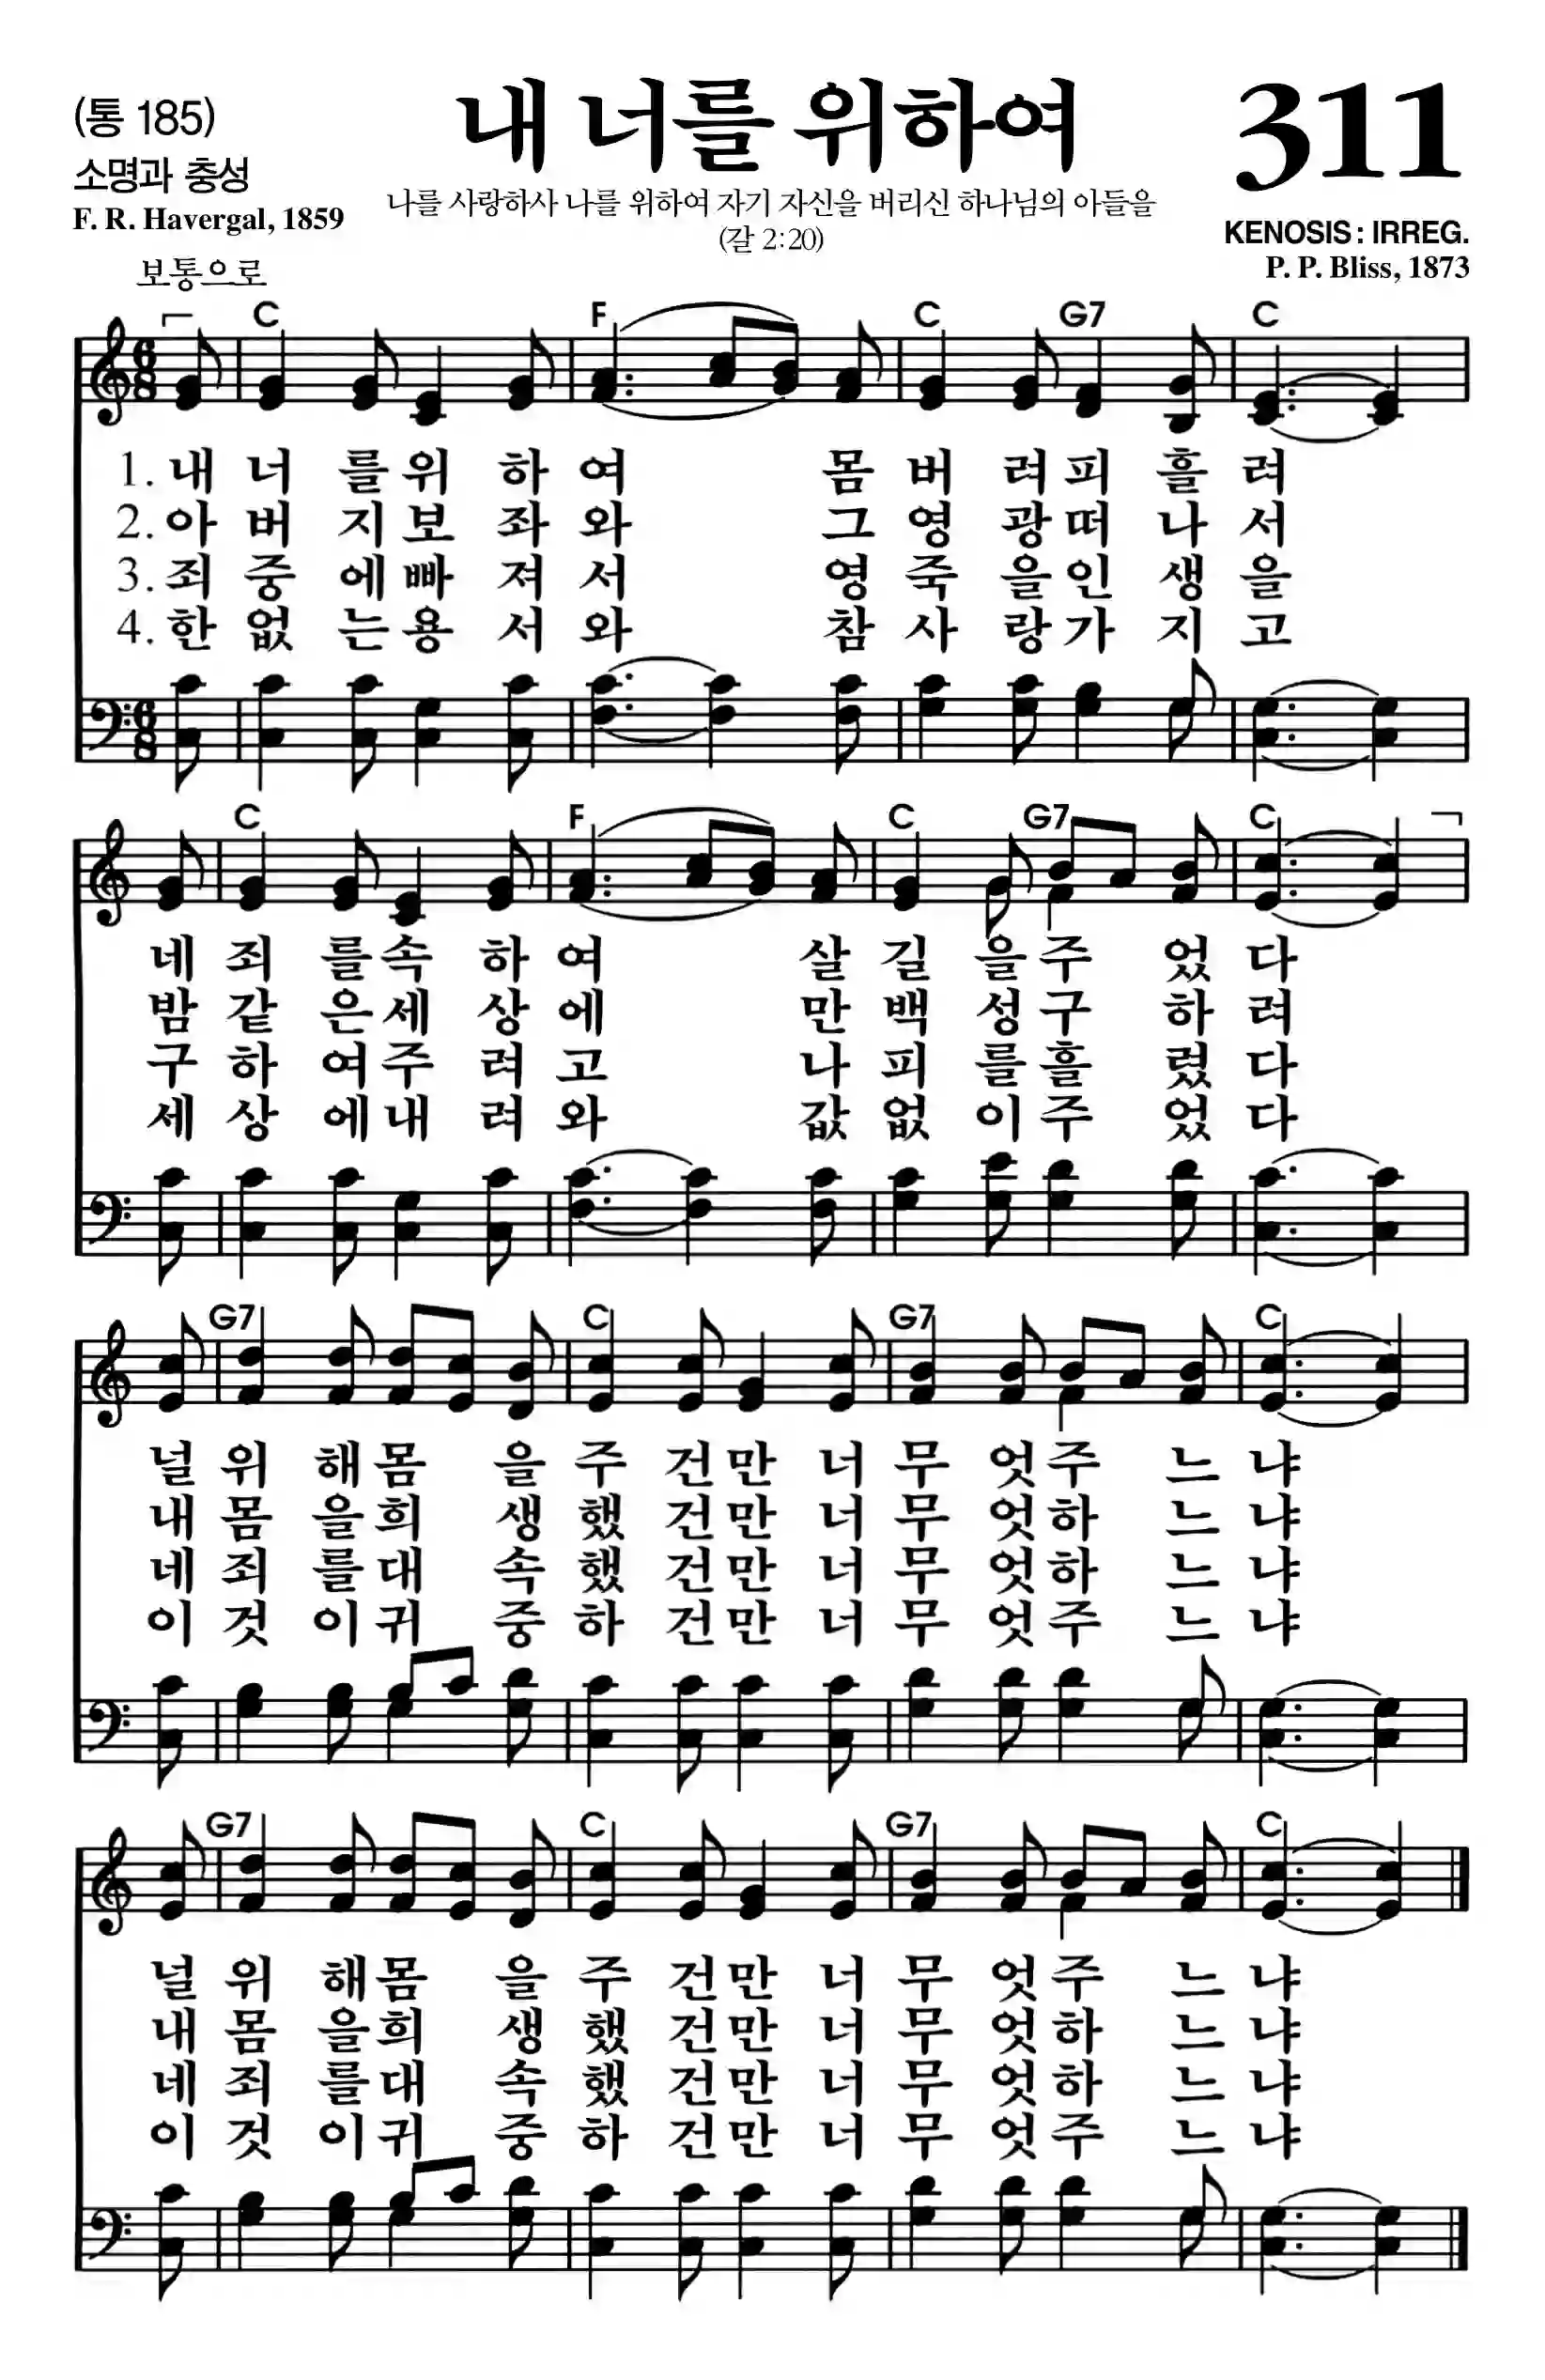 (통 185)
내 너를 위하여
311
소명과 충성
나를 사랑하사 나를 위하여 자기 자신을 버리신 하나님의 아들을
F. R. Havergal, 1859
(갈 2:20)
KENOSIS : IRREG.
P. P. Bliss, 1873
보통으로
C F C G7 C
6 8
1. 내 너 를 위 하 여 몸 버 려 피 흘 려
2. 아 버 지 보 좌 와 그 영 광 떠 나 서
3. 죄 중 에 빠 져 서 영 죽 을 인 생 을
4. 한 없 는 용 서 와 참 사 랑 가 지 고
6 8
C F C G7 C
네 죄 를 속 하 여 살 길 을 주 었 다
밤 같 은 세 상 에 만 백 성 구 하 려
구 하 여 주 려 고 나 피 를 흘 렸 다
세 상 에 내 려 와 값 없 이 주 었 다
G7 C G7 C
널 위 해 몸 을 주 건 만 너 무 엇 주 느 냐
내 몸 을 희 생 했 건 만 너 무 엇 하 느 냐
네 죄 를 대 속 했 건 만 너 무 엇 하 느 냐
이 것 이 귀 중 하 건 만 너 무 엇 주 느 냐
G7 C G7 C
널 위 해 몸 을 주 건 만 너 무 엇 주 느 냐
내 몸 을 희 생 했 건 만 너 무 엇 하 느 냐
네 죄 를 대 속 했 건 만 너 무 엇 하 느 냐
이 것 이 귀 중 하 건 만 너 무 엇 주 느 냐